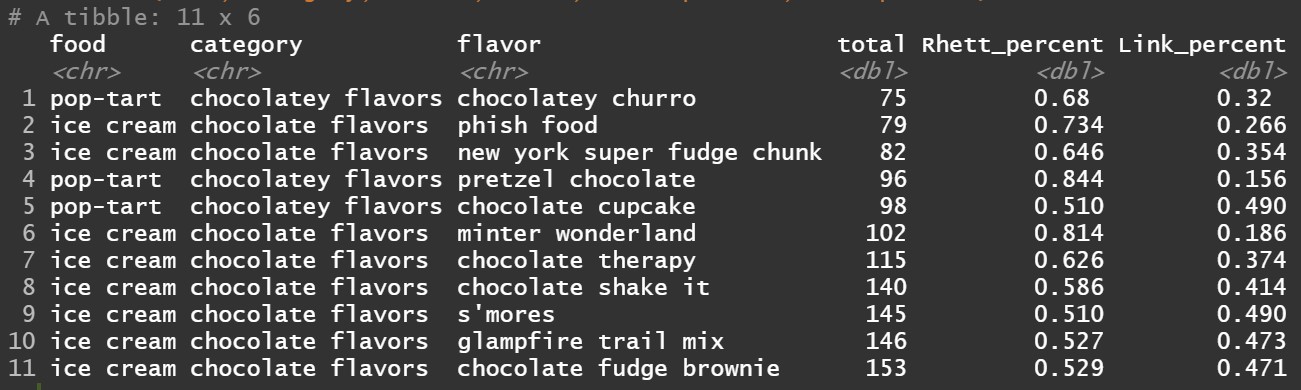 # A tibble: 11 x 6
food category flavor total Rhett_percent Link_percent
<chr> <chr> <chr> <dbl> <dbl> <dbl>
1 pop-tart chocolatey flavors chocolatey churro 75 0.68 0.32
2 ice cream chocolate flavors phish food 79 0.734 0.266
3 ice cream chocolate flavors new york super fudge chunk 82 0.646 0.354
4 pop-tart chocolatey flavors pretzel chocolate 96 0.844 0.156
5 pop-tart chocolatey flavors chocolate cupcake 98 0.510 0.490
6 ice cream chocolate flavors minter wonderland 102 0.814 0.186
7 ice cream chocolate flavors chocolate therapy 115 0.626 0.374
8 ice cream chocolate flavors chocolate shake it 140 0.586 0.414
9 ice cream chocolate flavors s'mores 145 0.510 0.490
10 ice cream chocolate flavors glampfire trail mix 146 0.527 0.473
11 ice cream chocolate flavors chocolate fudge brownie 153 0.529 0.471